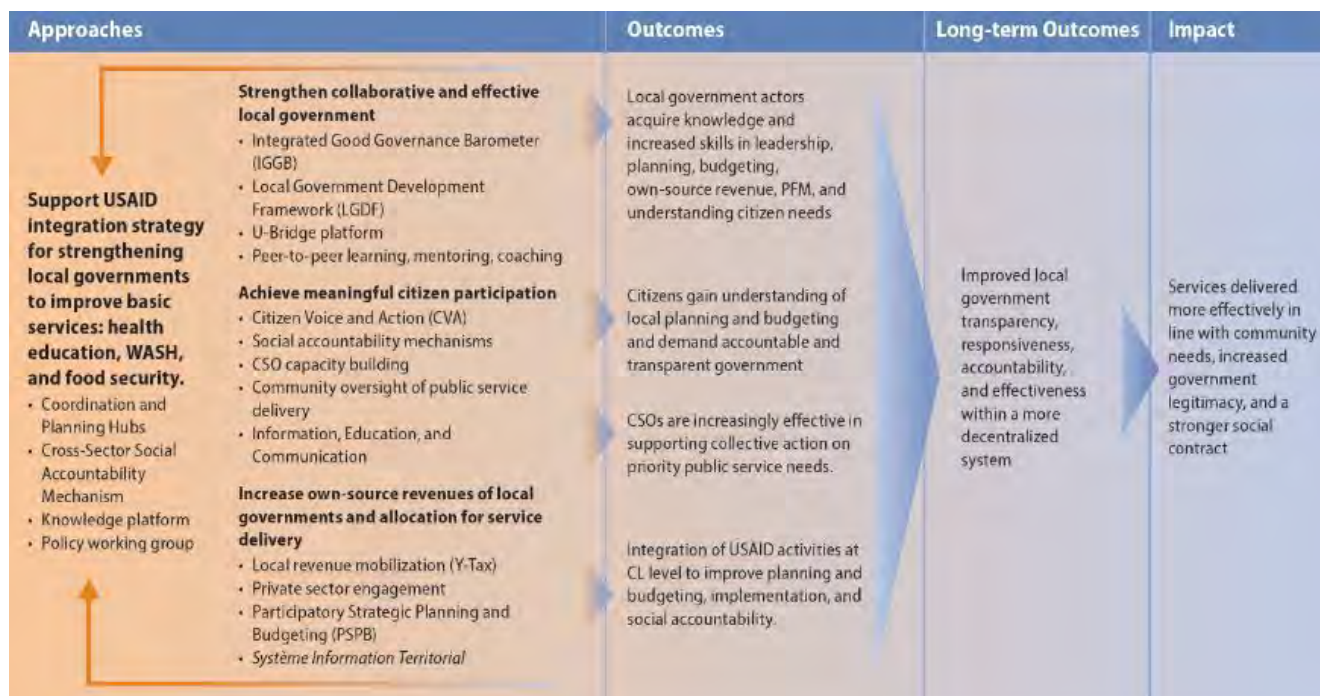 Approaches
Outcomes
Long-term Outcomes
Impact
Support USAID
integration strategy
for strengthening
local governments
to improve basic
services: health
education, WASH,
and food security.
• Coordination and
Planning Hubs
• Cross-Sector Social
Accountability
Mechanism
• Knowledge platform
• Policy working group
Strengthen collaborative and effective
local government
• Integrated Good Governance Barometer
(IGGB)
• Local Government Development
Framework (LGDF)
• U-Bridge platform
• Peer-to-peer learning, mentoring, coaching
Achieve meaningful citizen participation
• Citizen Voice and Action (CVA)
• Social accountability mechanisms
• CSO capacity building
• Community oversight of public service
delivery
• Information, Education, and
Communication
Increase own-source revenues of local
governments and allocation for service
delivery
• Local revenue mobilization (Y-Tax)
• Private sector engagement
• Participatory Strategic Planning and
Budgeting (PSPB)
• Système Information Territorial
Local government actors
acquire knowledge and
increased skills in leadership,
planning, budgeting,
own-source revenue, PFM, and
understanding citizen needs
Citizens gain understanding of
local planning and budgeting
and demand accountable and
transparent government
CSOs are increasingly effective in
supporting collective action on
priority public service needs.
Integration of USAID activities at
CL level to improve planning and
budgeting, implementation, and
social accountability.
Improved local
government
transparency,
responsiveness,
accountability,
and effectiveness
within a more
decentralized
system
Services delivered
more effectively in
line with community
needs, increased
government
legitimacy, and a
stronger social
contract